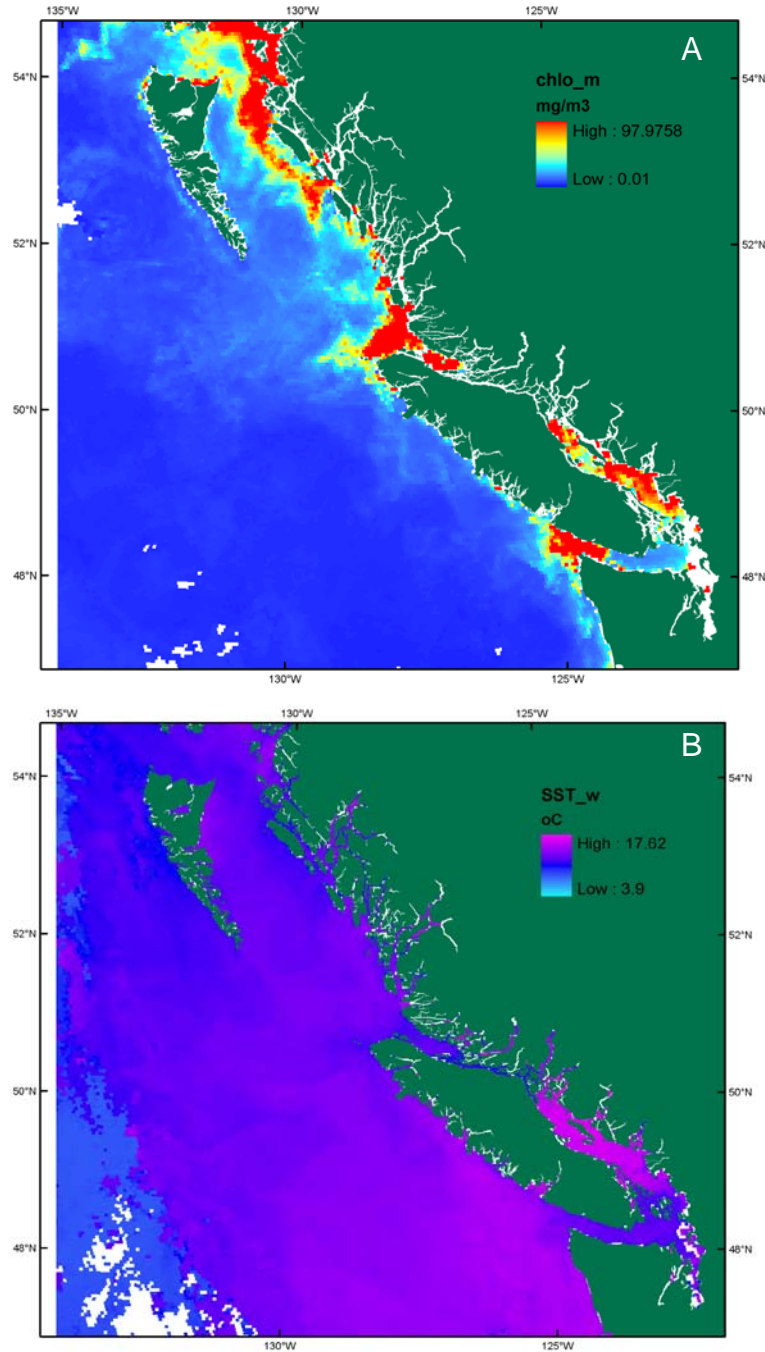 135°W 130°W 125°W
A
54°N 54°N
chlo_m
mg/m3
High : 97.9758
Low : 0.01
52°N 52°N
50°N 50°N
48°N 48°N
130°W 125°W
135°W 130°W 125°W
B
54°N 54°N
SST_w
oC
High : 17.62
Low : 3.9
52°N 52°N
50°N 50°N
48°N 48°N
130°W 125°W